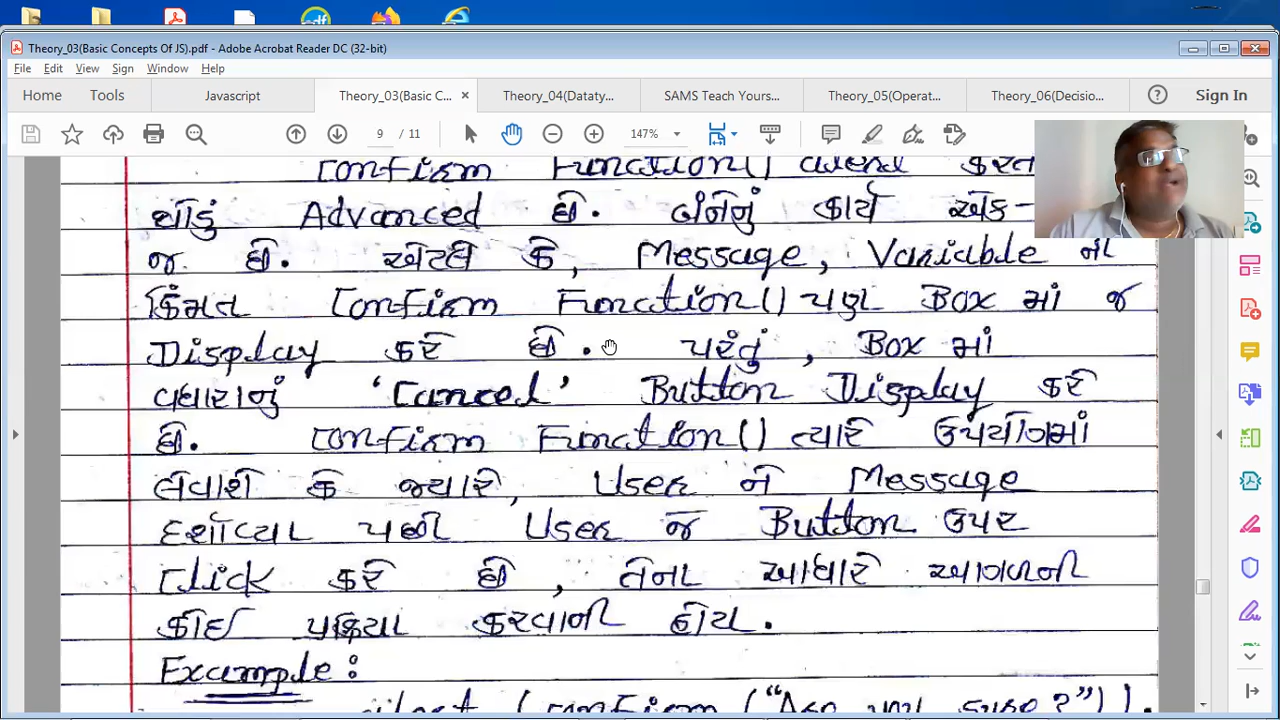 Theory_03(Basic Concepts Of JS).pdf - Adobe Acrobat Reader DC (32-bit)
File Edit View Sign Window Help
Home Tools Javascript Theory_03(Basic C... × Theory_04(Dataty... SAMS Teach Yours... Theory_05(Operat... Theory_06(Decisio... Sign In
9 / 11 147%
Confirm Function()
થોડું Advanced છે. બંનેનું કાર્ય એક-
જ છે. એટલે કે, Message, Variable ની
કિંમત Confirm Function() પણ Box માં જ
Display કરે છે. પરંતું, Box માં
વધારાનું 'Cancel' Button Display કરે
છે. Confirm Function() ત્યારે ઉપયોગમાં
લેવાશે કે જ્યારે, User ને Message
દર્શાવ્યા પછી User જે Button ઉપર
Click કરે છે, તેના આધારે આગળની
કોઈ પ્રક્રિયા કરવાની હોય.
Example: